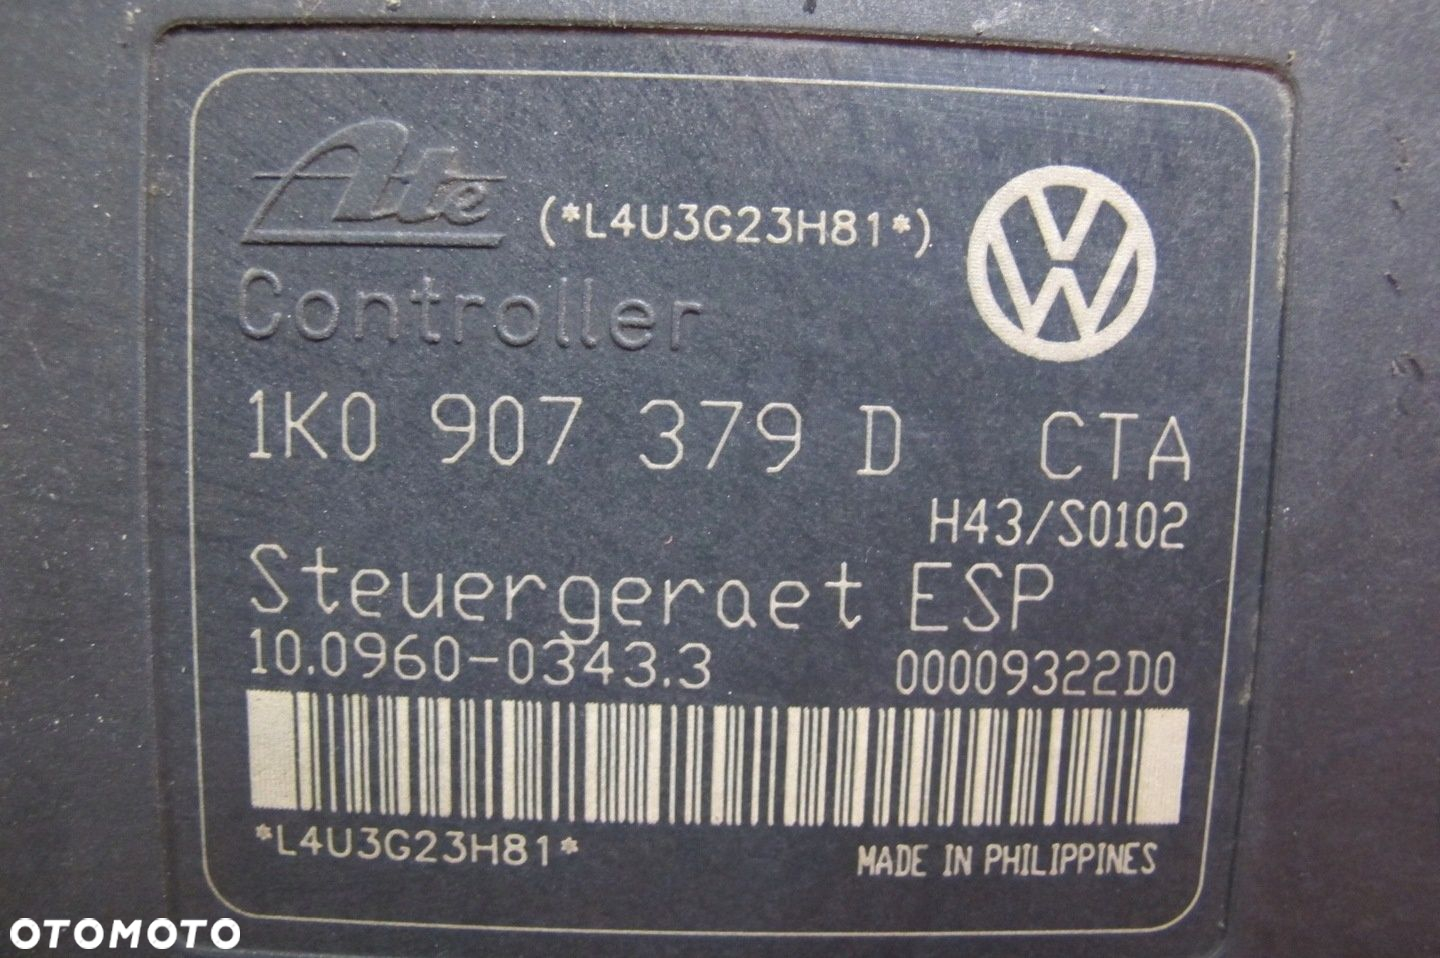 Ate (*L4U3G23H81*)
Controller
1K0 907 379 D CTA
H43/S0102
Steuergeraet ESP
10.0960-0343.3 00009322D0
*L4U3G23H81* MADE IN PHILIPPINES
OTOMOTO